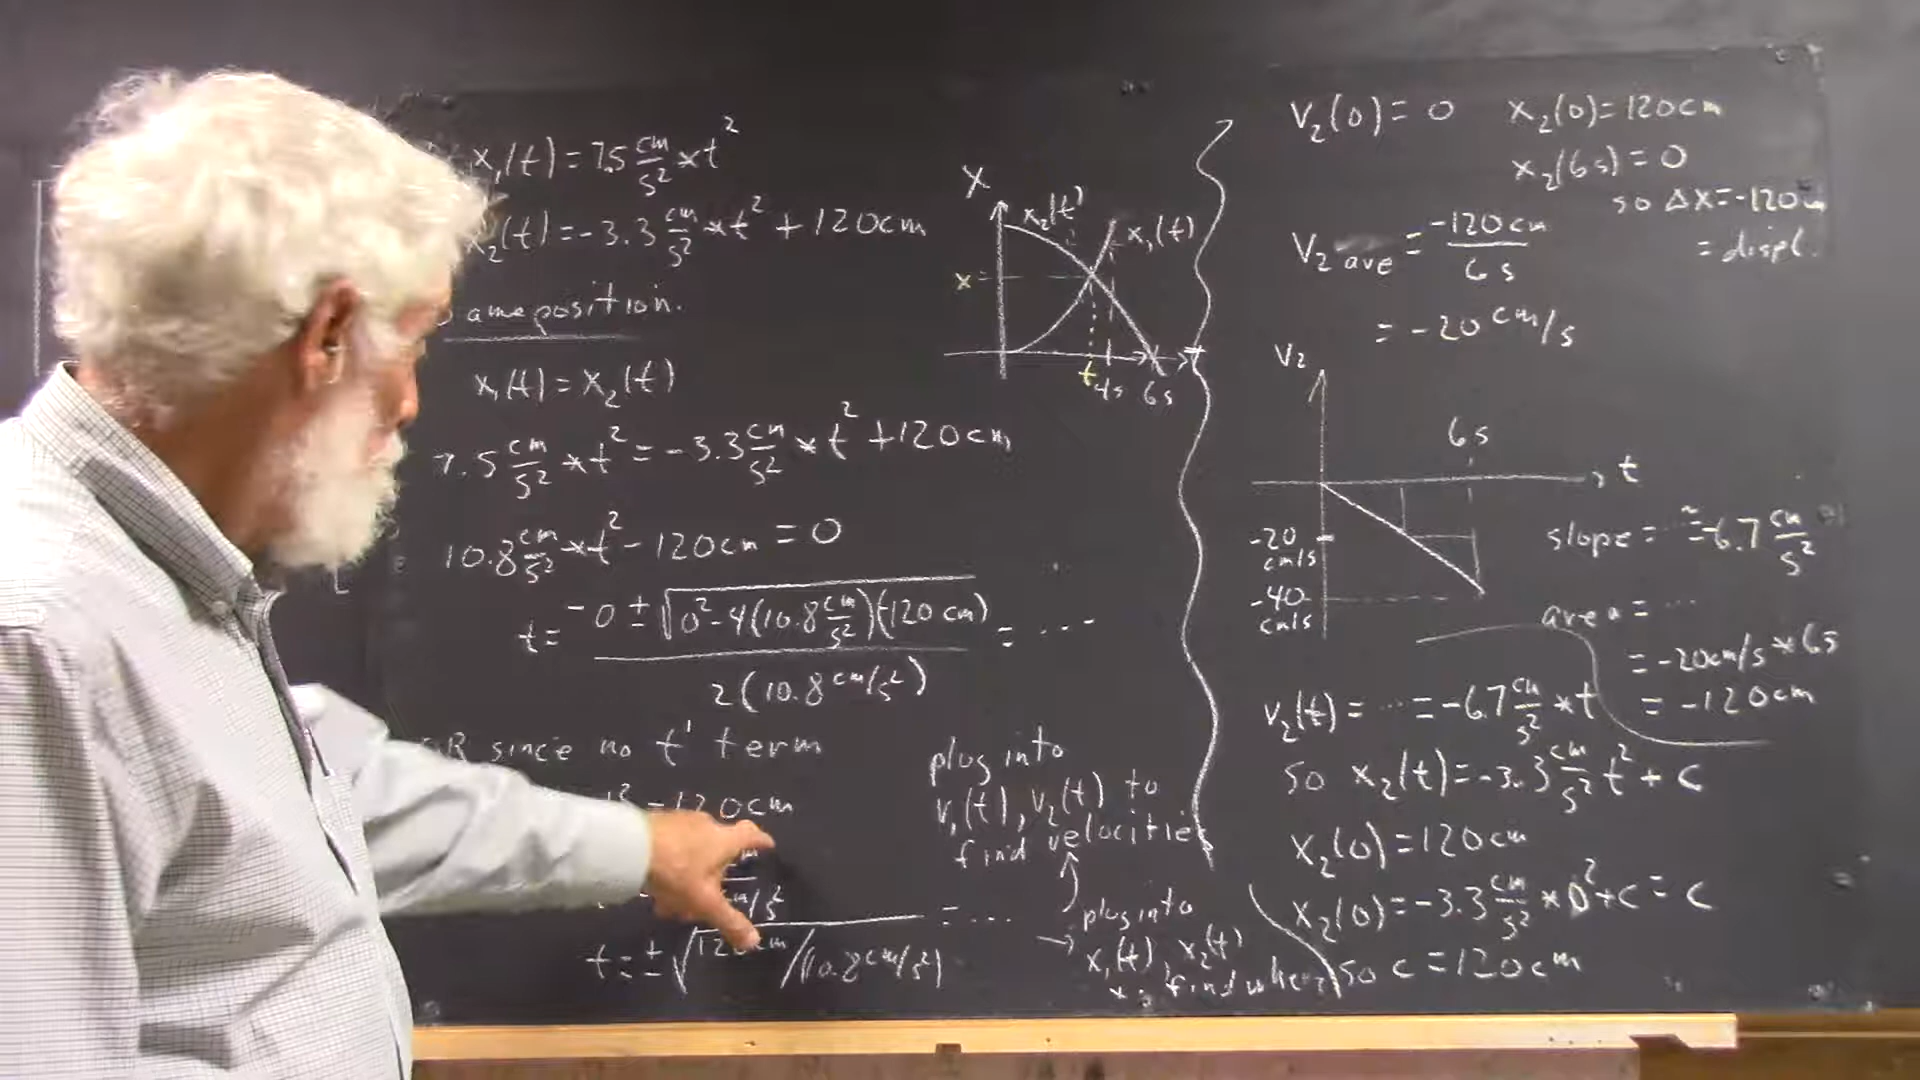 x₁(t) = 7.5 cm/s² * t²
x₂(t) = -3.3 cm/s² * t² + 120 cm
same position.
x₁(t) = x₂(t)
7.5 cm/s² * t² = -3.3 cm/s² * t² + 120 cm
10.8 cm/s² * t² - 120 cm = 0
t = (-0 ± √(0² - 4(10.8 cm/s²)(-120 cm))) / (2(10.8 cm/s²)) = ....
since no t¹ term
t² = 120 cm
cm/s²
t = ± √(120 cm/(10.8 cm/s²)) = ...
X
x₂(t)
x₁(t)
x
t 4s 6s
plug into
v₁(t), v₂(t) to
find velocities
plug into
x₁(t), x₂(t)
find where
V₂(0) = 0 x₂(0) = 120 cm
x₂(6s) = 0
so Δx = -120 cm
= displ.
V₂ ave = -120 cm / 6 s
= -20 cm/s
V₂
6s
t
-20 cm/s
-40 cm/s
slope = ... ≈ -6.7 cm/s²
area = ...
= -20 cm/s * 6s
= -120 cm
v₂(t) = ... = -6.7 cm/s² * t
so x₂(t) = -3.3 cm/s² t² + c
x₂(0) = 120 cm
x₂(0) = -3.3 cm/s² * 0² + c = c
so c = 120 cm